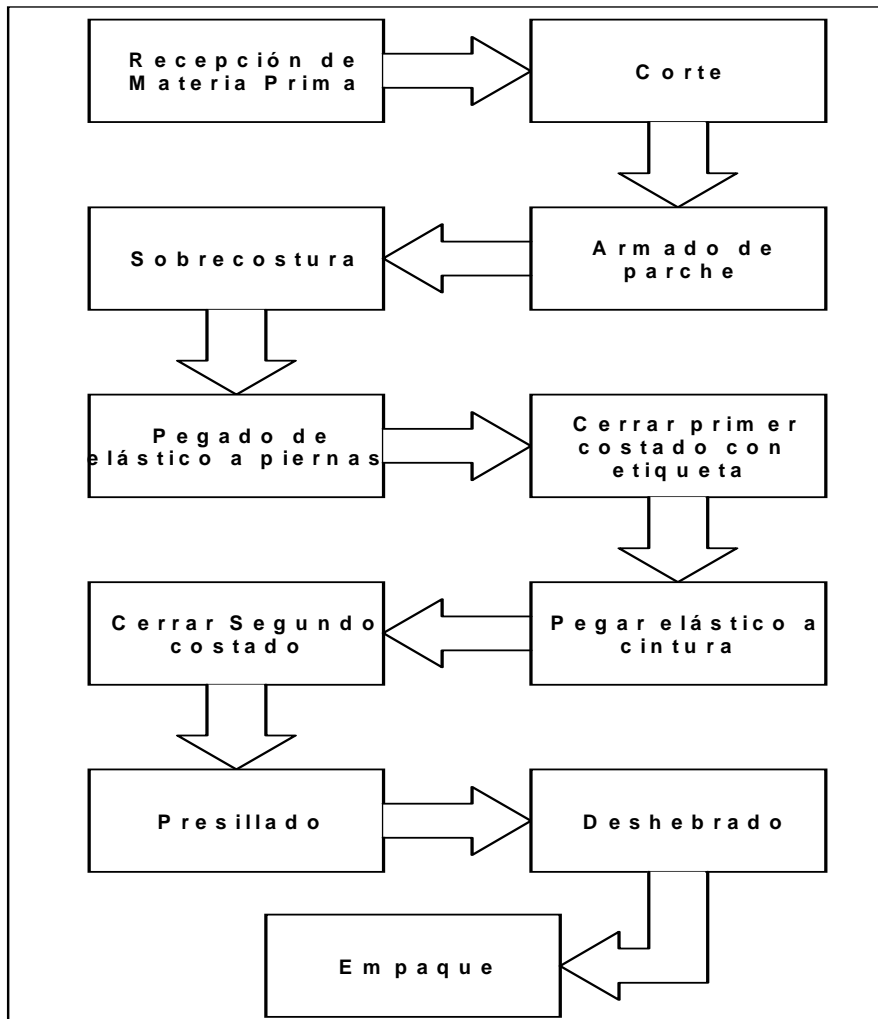 Recepción de
Materia Prima
Corte
Armado de
parche
Sobrecostura
Pegado de
elástico a piernas
Cerrar primer
costado con
etiqueta
Pegar elástico a
cintura
Cerrar Segundo
costado
Presillado
Deshebrado
Empaque